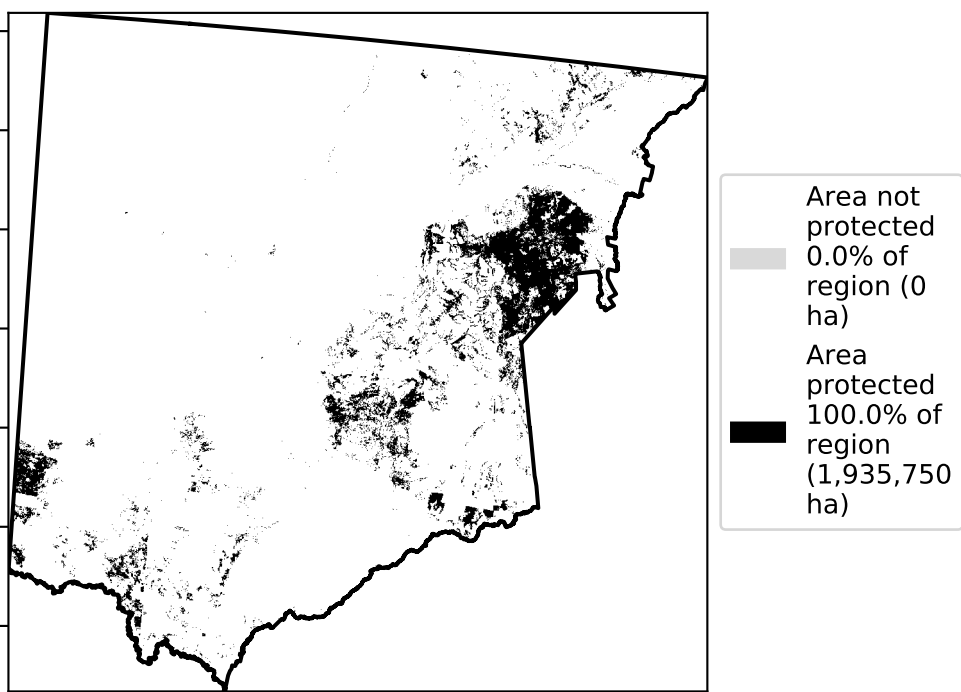 Area not
protected
0.0% of
region (0
ha)
Area
protected
100.0% of
region
(1,935,750
ha)